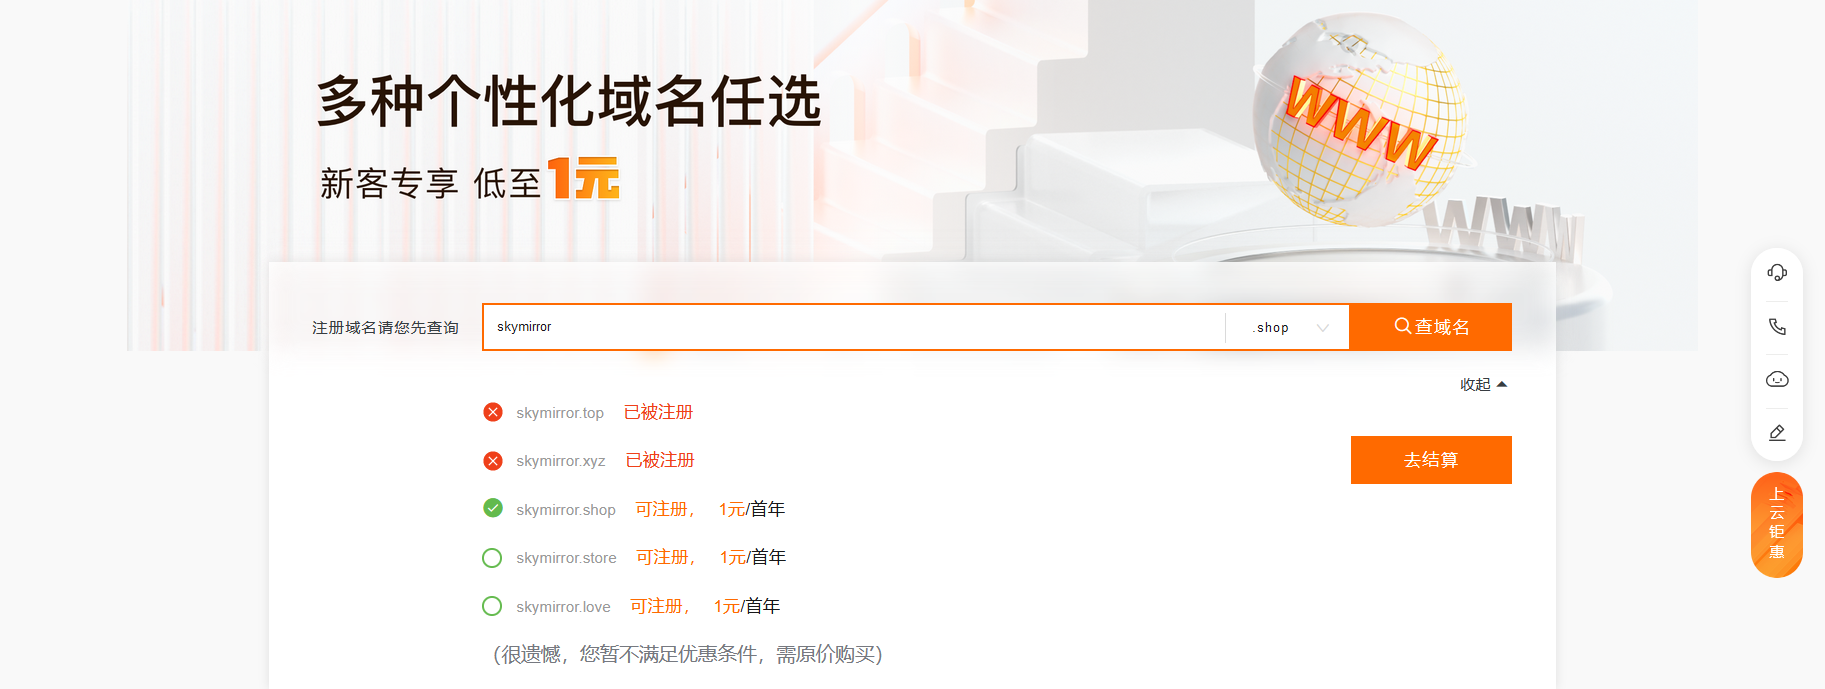 多种个性化域名任选
新客专享 低至1元
WWW
WWW
注册域名请您先查询
skymirror
.shop
查域名
收起
skymirror.top 已被注册
skymirror.xyz 已被注册
去结算
skymirror.shop 可注册， 1元/首年
skymirror.store 可注册， 1元/首年
skymirror.love 可注册， 1元/首年
（很遗憾，您暂不满足优惠条件，需原价购买）
上云钜惠